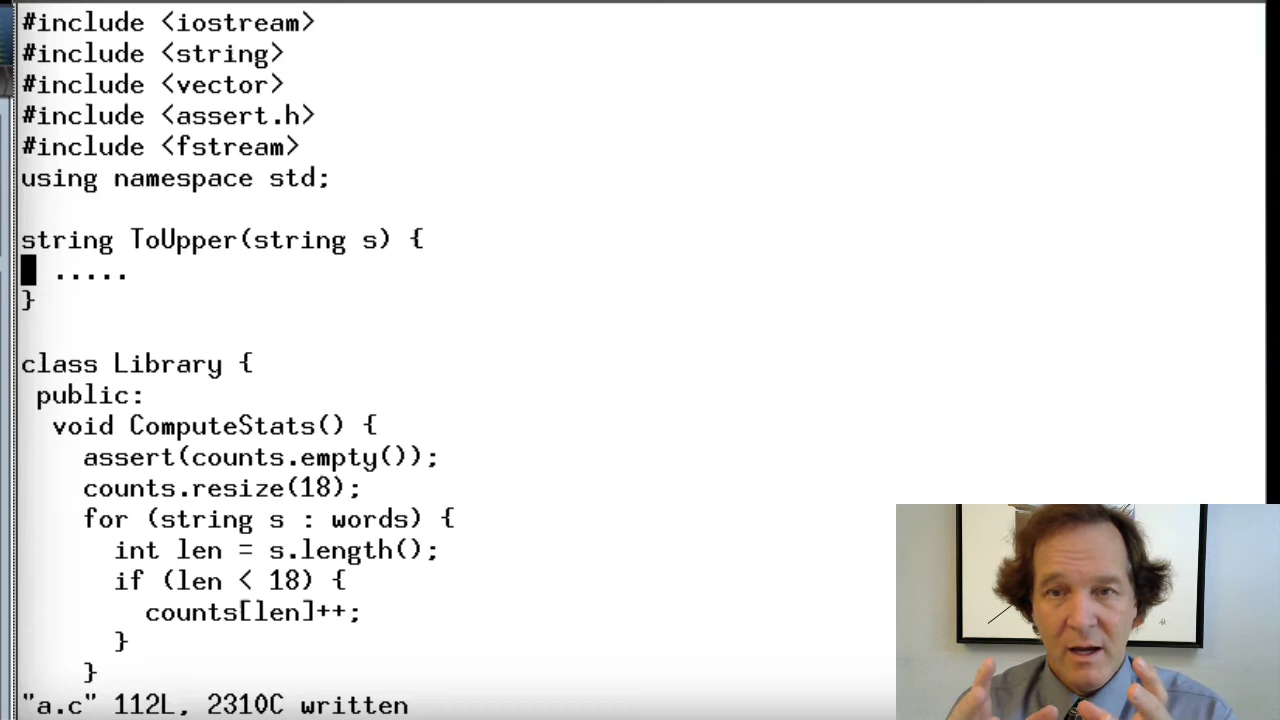 #include <iostream>
#include <string>
#include <vector>
#include <assert.h>
#include <fstream>
using namespace std;
string ToUpper(string s) {
.....
}
class Library {
public:
void ComputeStats() {
assert(counts.empty());
counts.resize(18);
for (string s : words) {
int len = s.length();
if (len < 18) {
counts[len]++;
}
}
"a.c" 112L, 2310C written